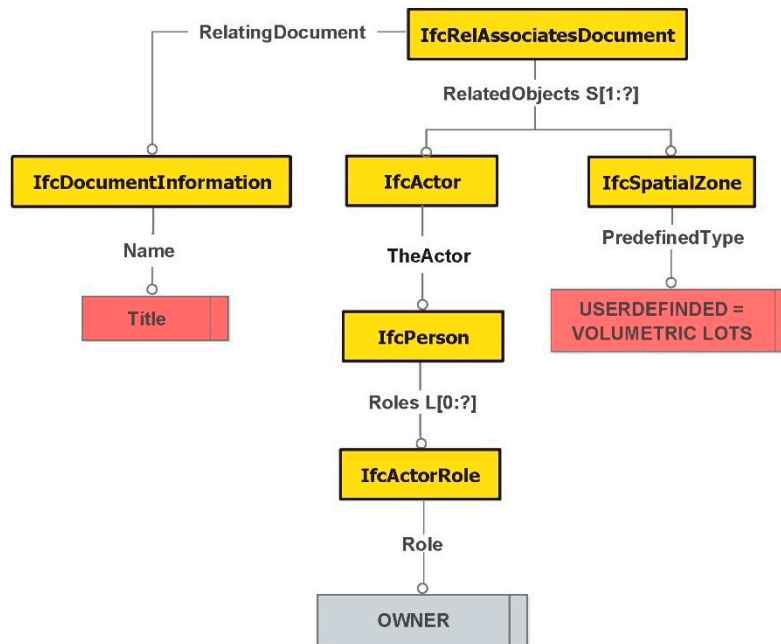 RelatingDocument
IfcRelAssociatesDocument
RelatedObjects S[1:?]
IfcDocumentInformation
IfcActor
IfcSpatialZone
Name
TheActor
PredefinedType
Title
IfcPerson
USERDEFINDED =
VOLUMETRIC LOTS
Roles L[0:?]
IfcActorRole
Role
OWNER